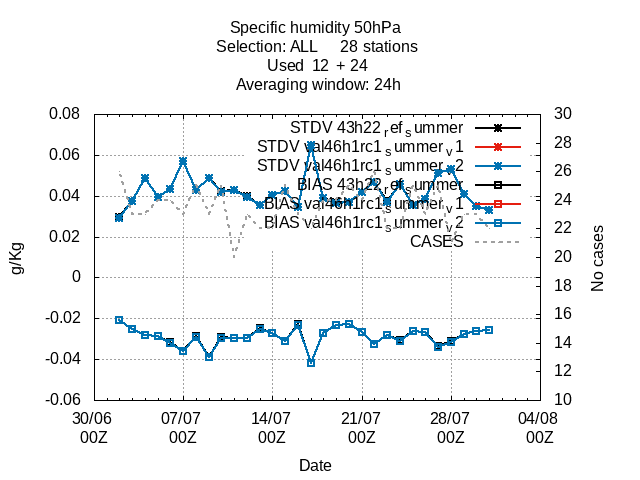 Specific humidity 50hPa
Selection: ALL 28 stations
Used 12 + 24
Averaging window: 24h
0.08
0.06
0.04
0.02
0
-0.02
-0.04
-0.06
g/Kg
30
28
26
24
22
20
18
16
14
12
10
No cases
STDV 43h22_ref_summer
STDV val46h1rc1_summer_v1
STDV val46h1rc1_summer_v2
BIAS 43h22_ref_summer
BIAS val46h1rc1_summer_v1
BIAS val46h1rc1_summer_v2
CASES
30/06 07/07 14/07 21/07 28/07 04/08
00Z 00Z 00Z 00Z 00Z 00Z
Date